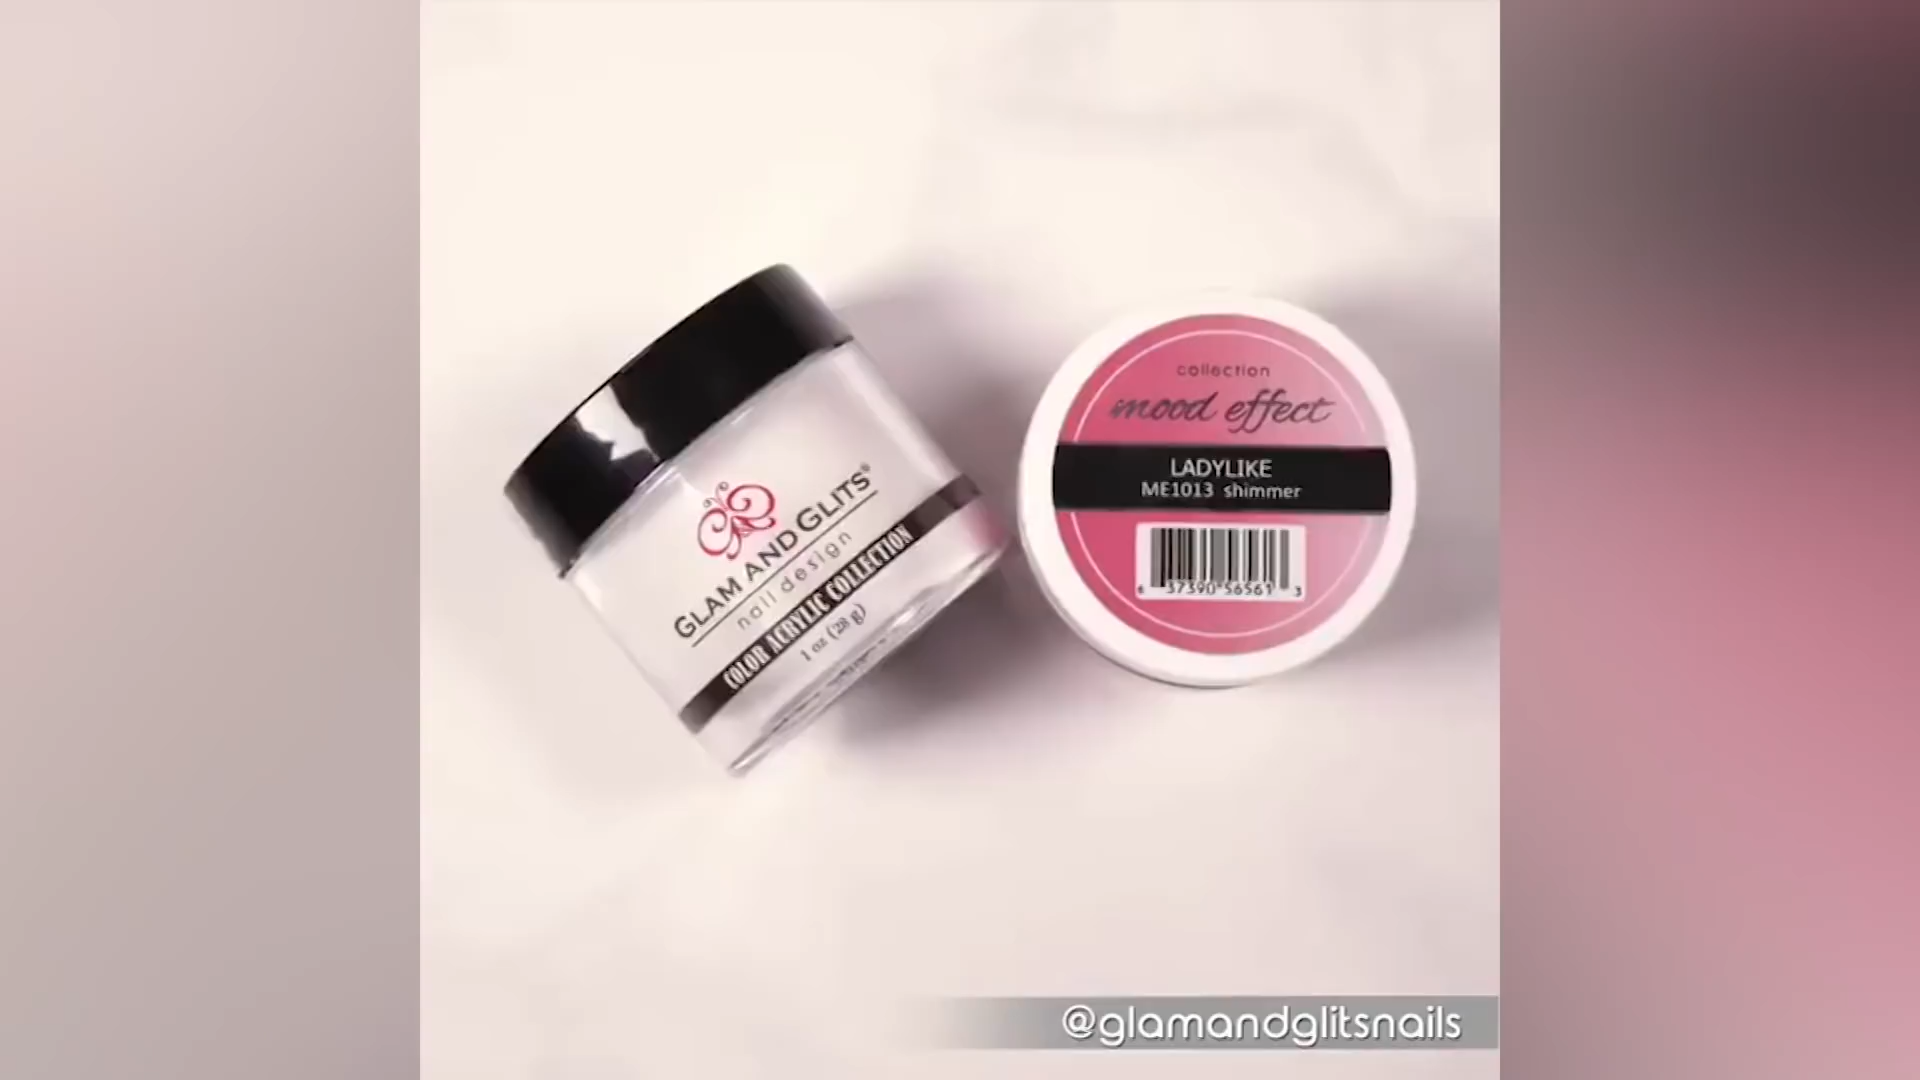 GLAM AND GLITS®
nail design
COLOR ACRYLIC COLLECTION
1 oz (28 g)
collection
mood effect
LADYLIKE
ME1013 shimmer
6 37390 56561 3
@glamandglitsnails